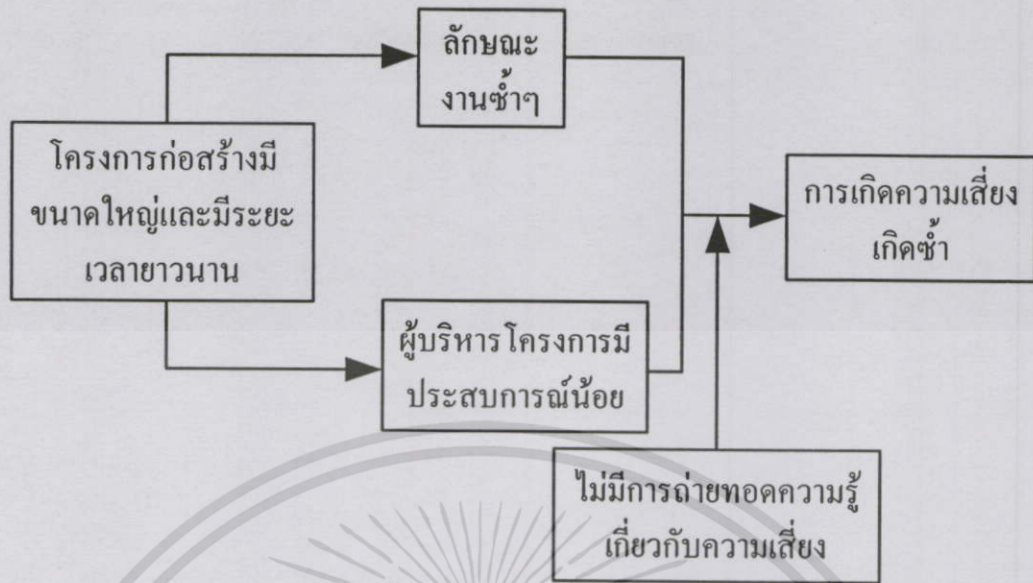 ลักษณะ
งานซ้ำๆ
โครงการก่อสร้างมี
ขนาดใหญ่และมีระยะ
เวลายาวนาน
การเกิดความเสี่ยง
เกิดซ้ำ
ผู้บริหารโครงการมี
ประสบการณ์น้อย
ไม่มีการถ่ายทอดความรู้
เกี่ยวกับความเสี่ยง